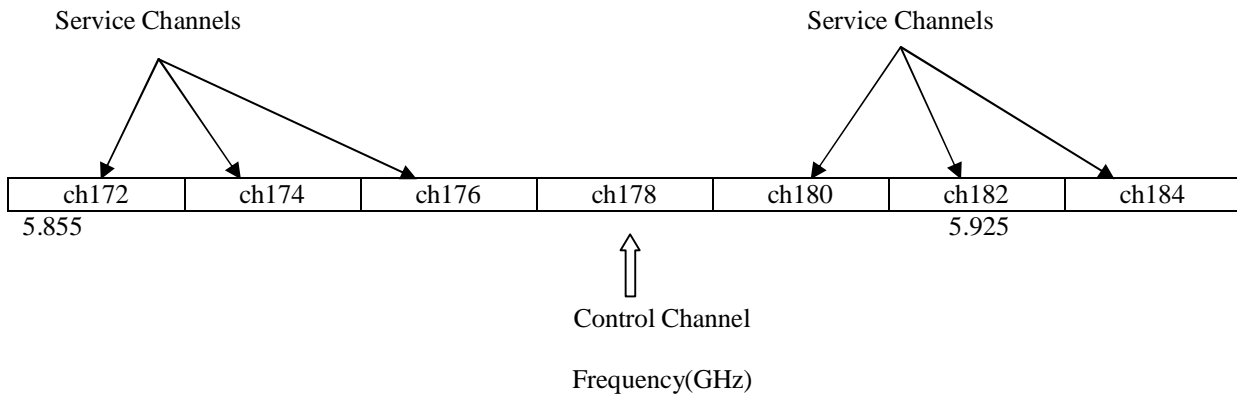 Service Channels
Service Channels
ch172 ch174 ch176 ch178 ch180 ch182 ch184
5.855 5.925
Control Channel
Frequency(GHz)